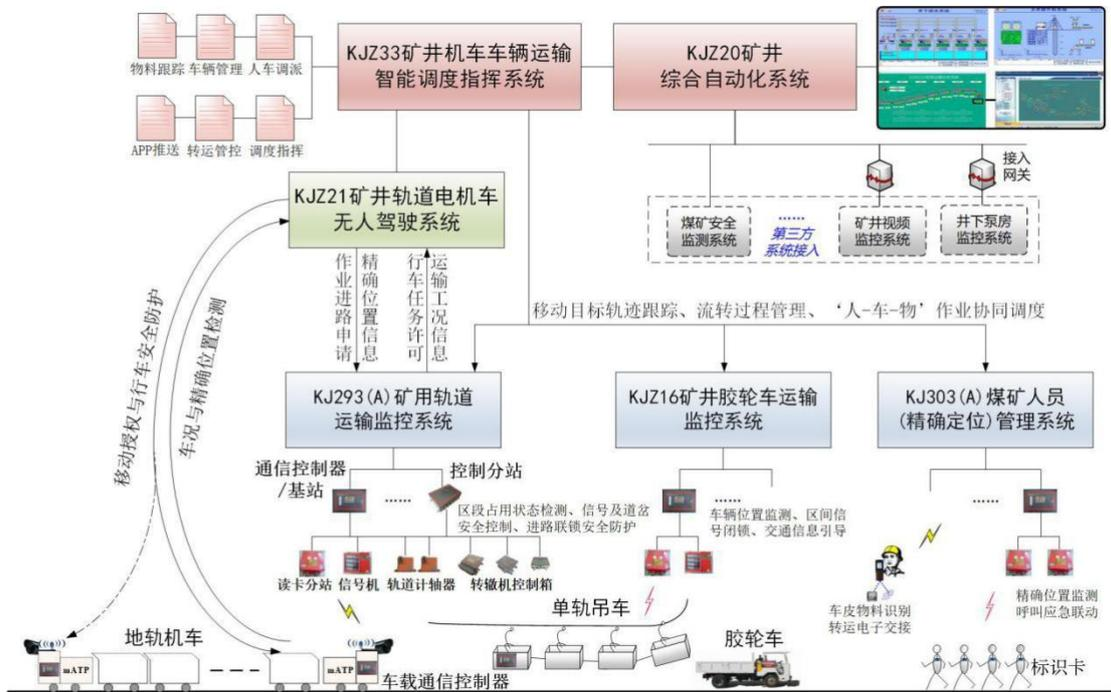 KJZ33矿井机车车辆运输
智能调度指挥系统
KJZ20矿井
综合自动化系统
物料跟踪
车辆管理
人车调派
APP推送
转运管控
调度指挥
接入
网关
KJZ21矿井轨道电机车
无人驾驶系统
煤矿安全
监测系统
......
第三方
系统接入
矿井视频
监控系统
井下泵房
监控系统
作业进路申请
精确位置信息
行车任务许可
运输工况信息
移动目标轨迹跟踪、流转过程管理、‘人-车-物’作业协同调度
移动授权与行车安全防护
车况与精确位置检测
KJ293(A)矿用轨道
运输监控系统
KJZ16矿井胶轮车运输
监控系统
KJ303(A)煤矿人员
(精确定位)管理系统
通信控制器
/基站
......
控制分站
区段占用状态检测、信号及道岔
安全控制、进路联锁安全防护
......
车辆位置监测、区间信
号闭锁、交通信息引导
......
读卡分站
信号机
轨道计轴器
转辙机控制箱
车皮物料识别
转运电子交接
精确位置监测
呼叫应急联动
地轨机车
单轨吊车
胶轮车
mATP
mATP
车载通信控制器
标识卡